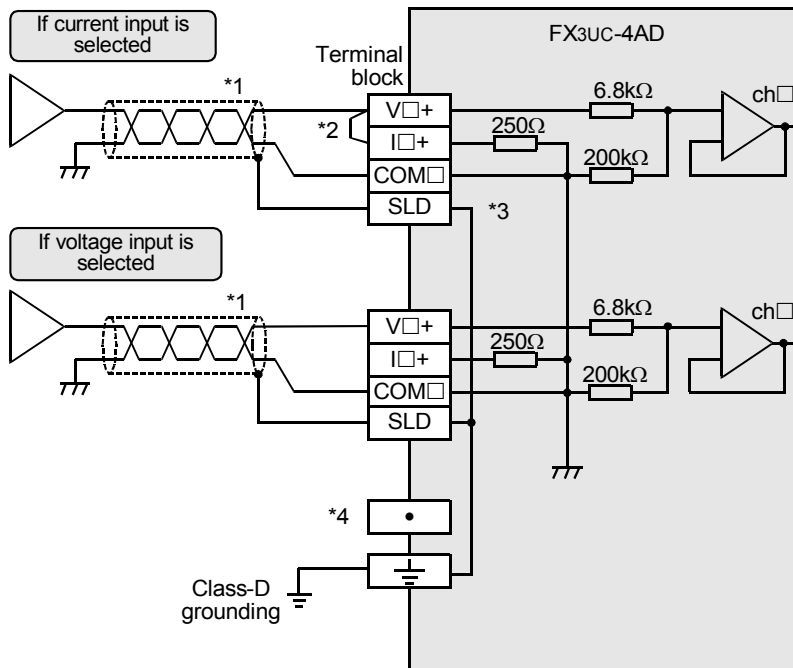 If current input is
selected
FX3UC-4AD
Terminal
block
*1
6.8kΩ
ch□
V□+
*2
250Ω
I□+
COM□
200kΩ
SLD
*3
If voltage input is
selected
*1
6.8kΩ
ch□
V□+
250Ω
I□+
COM□
200kΩ
SLD
*4
Class-D
grounding